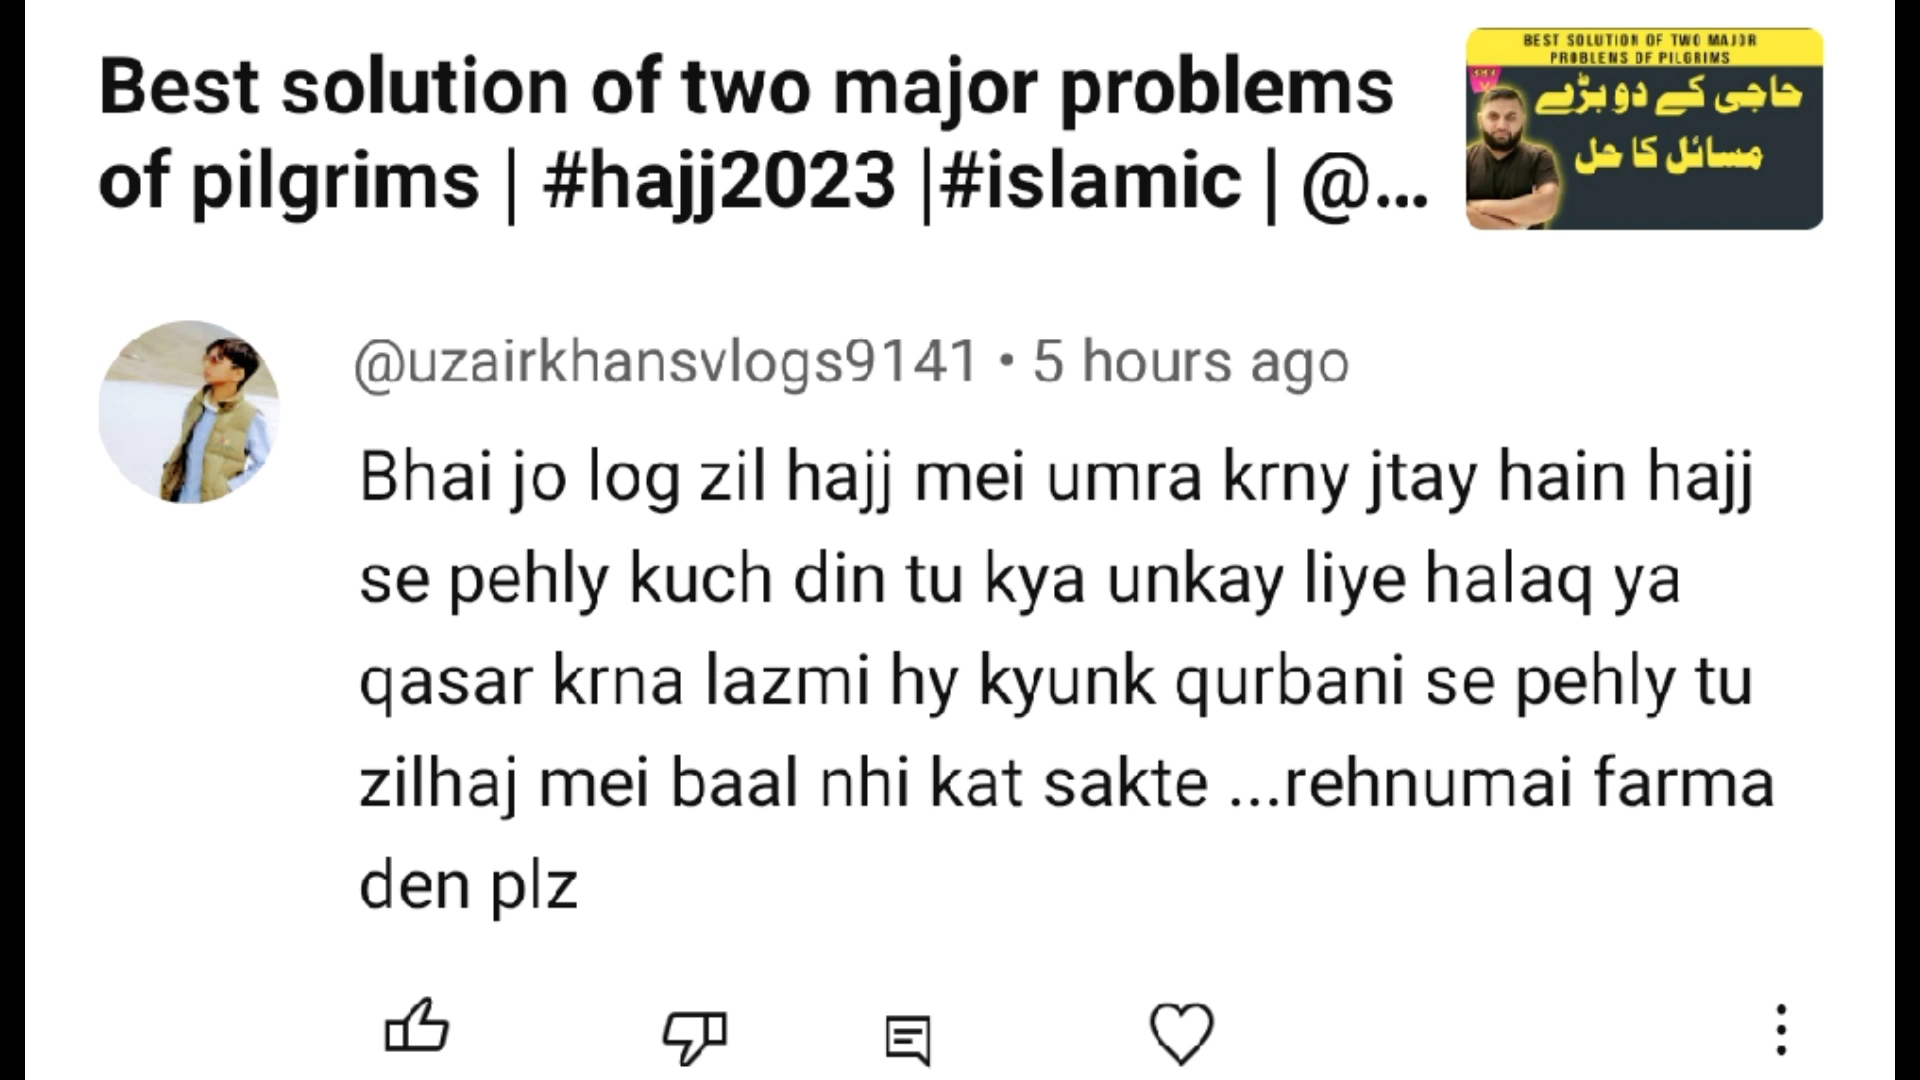 Best solution of two major problems
of pilgrims | #hajj2023 |#islamic | @...
BEST SOLUTION OF TWO MAJOR
PROBLEMS OF PILGRIMS
حاجی کے دو بڑے
مسائل کا حل
@uzairkhansvlogs9141 • 5 hours ago
Bhai jo log zil hajj mei umra krny jtay hain hajj
se pehly kuch din tu kya unkay liye halaq ya
qasar krna lazmi hy kyunk qurbani se pehly tu
zilhaj mei baal nhi kat sakte ...rehnumai farma
den plz